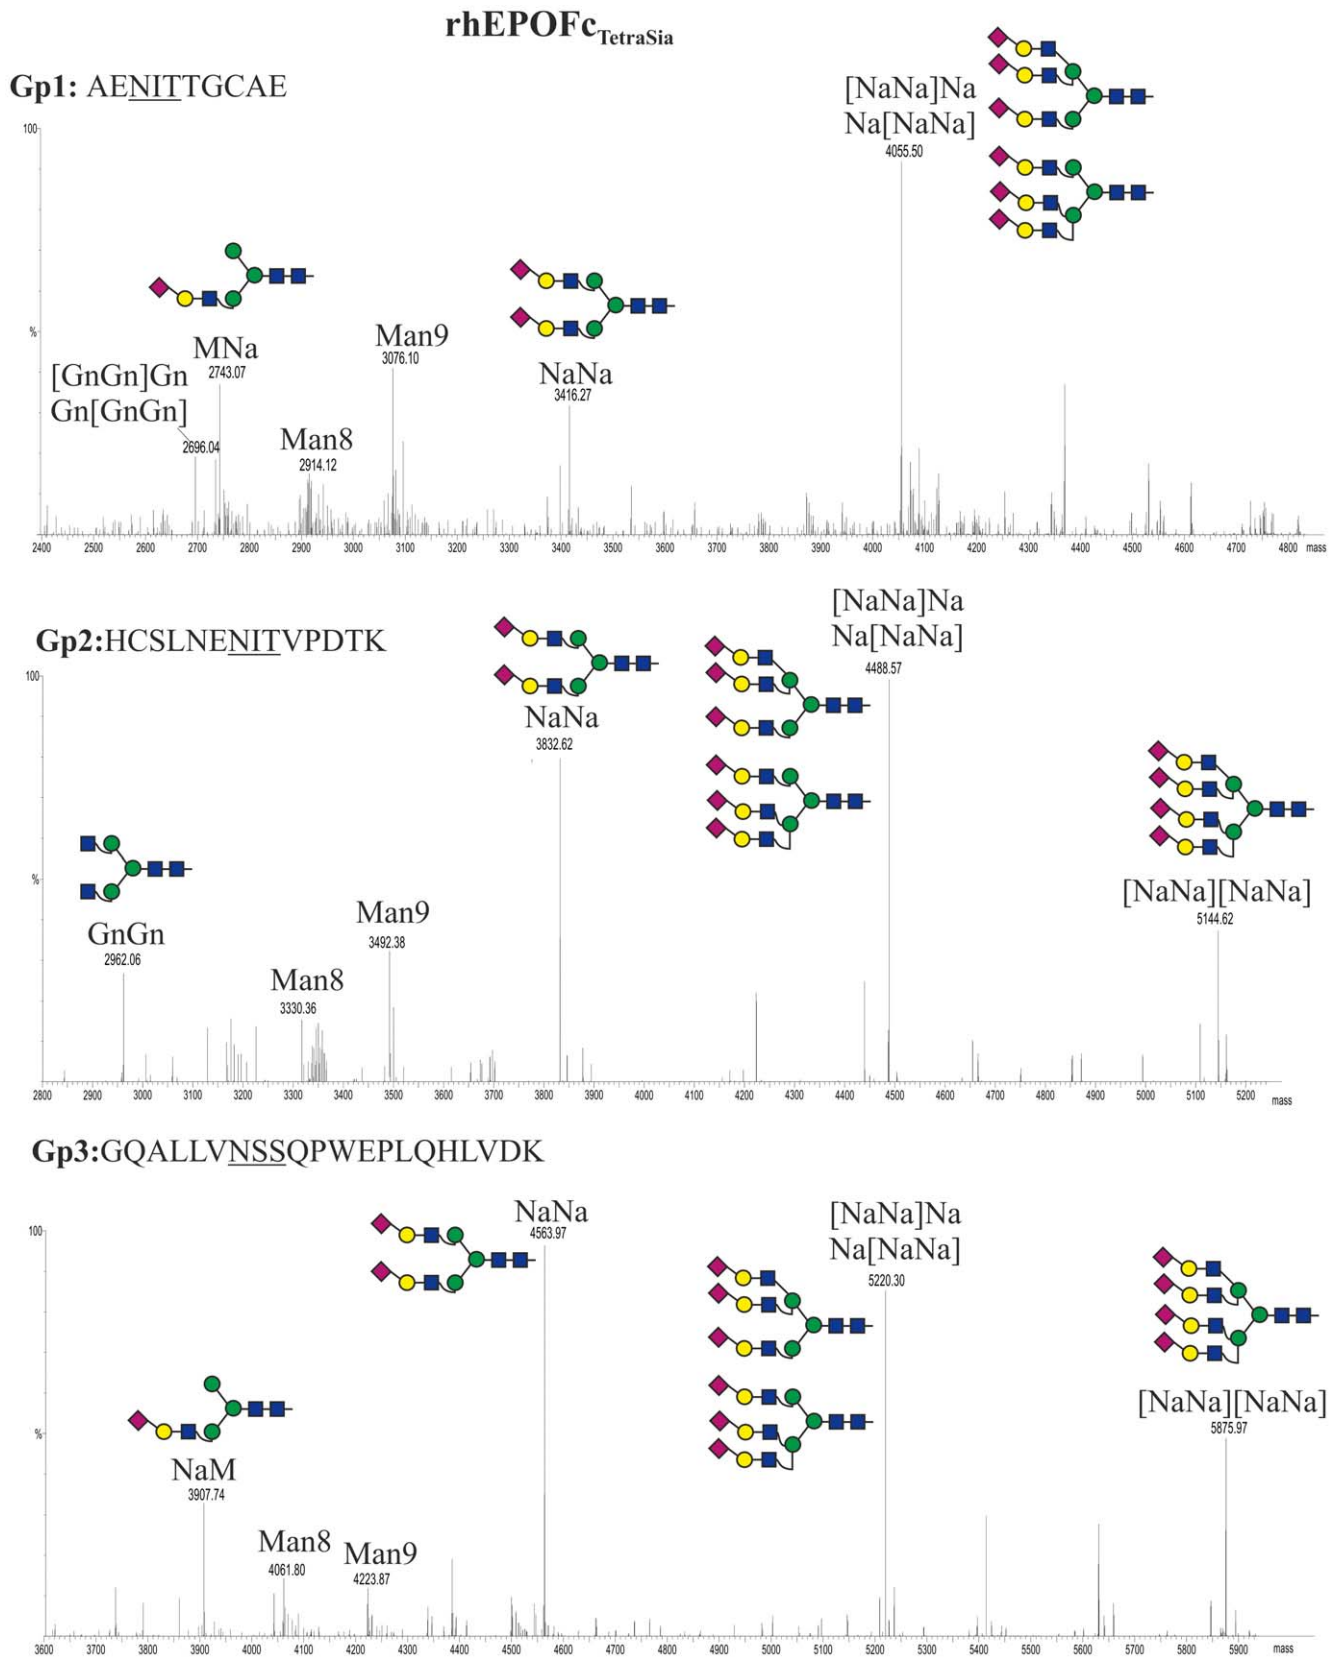 rhEPOFcTetraSia
Gp1: AENITTGCAE
[NaNa]Na
Na[NaNa]
4055.50
100
%
MNa
2743.07
[GnGn]Gn
Gn[GnGn]
2696.04
Man8
2914.12
Man9
3076.10
NaNa
3416.27
2400 2500 2600 2700 2800 2900 3000 3100 3200 3300 3400 3500 3600 3700 3800 3900 4000 4100 4200 4300 4400 4500 4600 4700 4800 mass
Gp2:HCSLNENITVPDTK
NaNa
3832.62
[NaNa]Na
Na[NaNa]
4488.57
100
%
GnGn
2962.06
Man8
3330.36
Man9
3492.38
[NaNa][NaNa]
5144.62
2800 2900 3000 3100 3200 3300 3400 3500 3600 3700 3800 3900 4000 4100 4200 4300 4400 4500 4600 4700 4800 4900 5000 5100 5200 mass
Gp3:GQALLVNSSQPWEPLQHLVDK
NaNa
4563.97
[NaNa]Na
Na[NaNa]
5220.30
100
%
NaM
3907.74
Man8
4061.80
Man9
4223.87
[NaNa][NaNa]
5875.97
3600 3700 3800 3900 4000 4100 4200 4300 4400 4500 4600 4700 4800 4900 5000 5100 5200 5300 5400 5500 5600 5700 5800 5900 mass